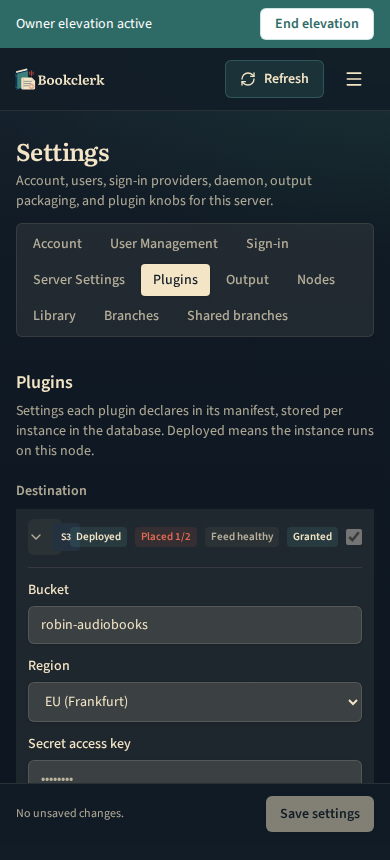 Owner elevation active
End elevation
Bookclerk
Refresh
Settings
Account, users, sign-in providers, daemon, output
packaging, and plugin knobs for this server.
Account
User Management
Sign-in
Server Settings
Plugins
Output
Nodes
Library
Branches
Shared branches
Plugins
Settings each plugin declares in its manifest, stored per
instance in the database. Deployed means the instance runs
on this node.
Destination
S3
Deployed
Placed 1/2
Feed healthy
Granted
Bucket
robin-audiobooks
Region
EU (Frankfurt)
Secret access key
••••••••
No unsaved changes.
Save settings